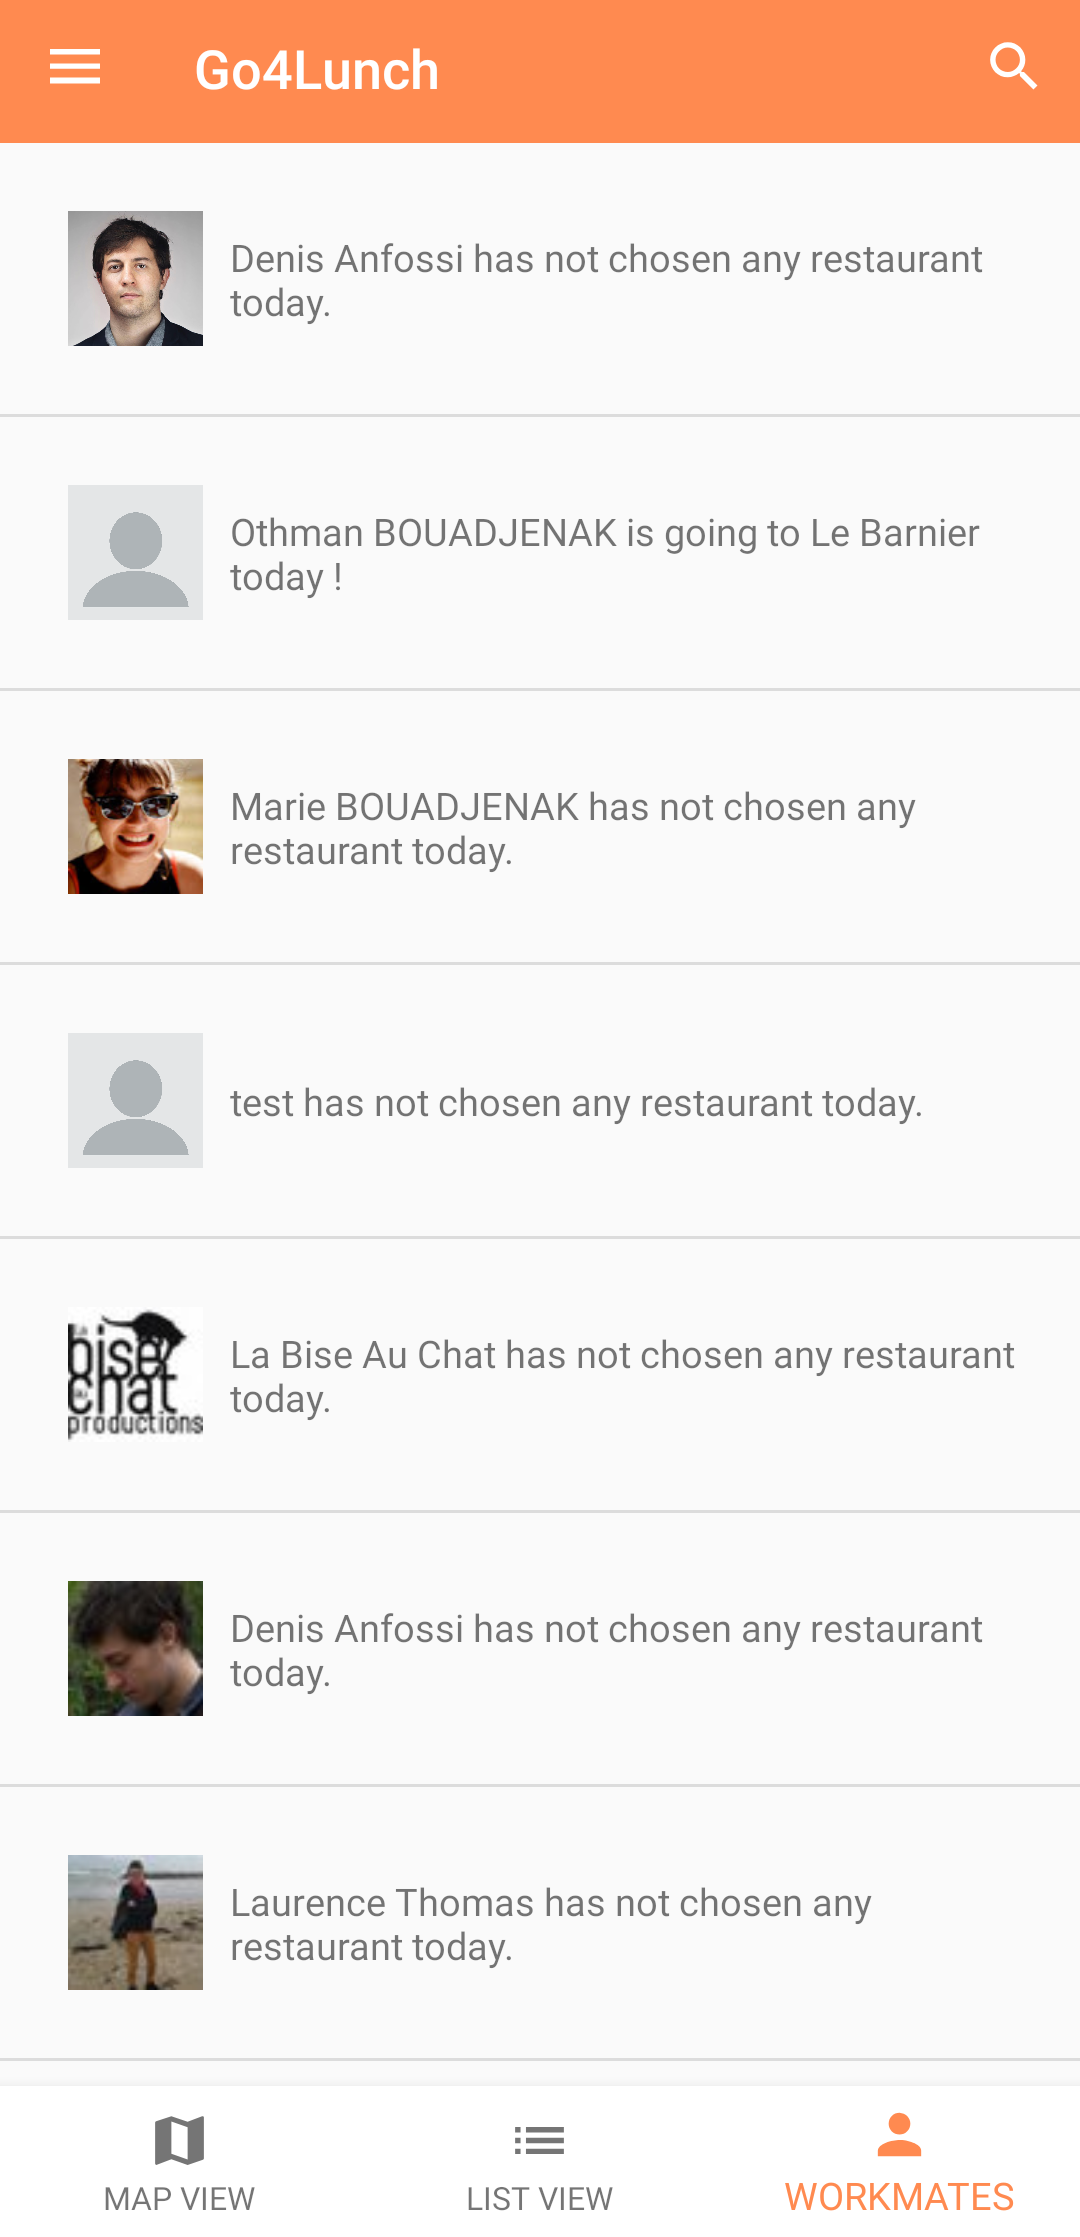 Go4Lunch
Denis Anfossi has not chosen any restaurant
today.
Othman BOUADJENAK is going to Le Barnier
today !
Marie BOUADJENAK has not chosen any
restaurant today.
test has not chosen any restaurant today.
bise
chat
productions
La Bise Au Chat has not chosen any restaurant
today.
Denis Anfossi has not chosen any restaurant
today.
Laurence Thomas has not chosen any
restaurant today.
MAP VIEW
LIST VIEW
WORKMATES